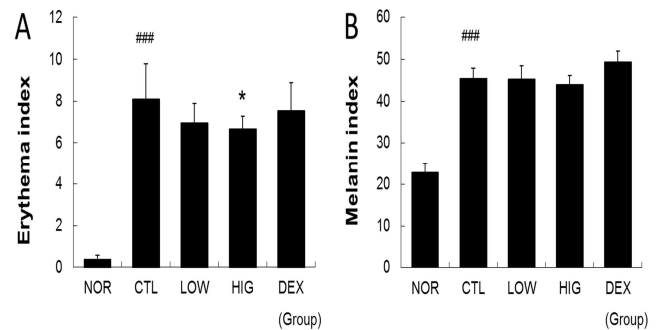 A
Erythema index
12
10
8
6
4
2
0
###
*
NOR CTL LOW HIG DEX
(Group)
B
Melanin index
60
50
40
30
20
10
0
###
NOR CTL LOW HIG DEX
(Group)